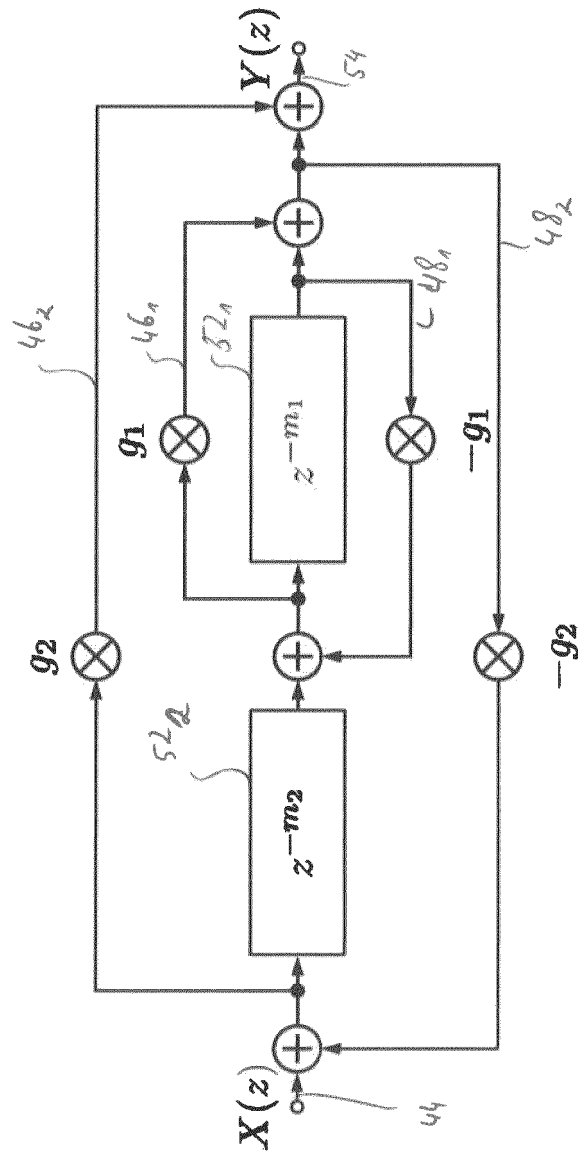 46₂
g₂
46₁
g₁
52₂
52₁
X(z)
z^{-m₂}
z^{-m₁}
Y(z)
44
54
48₁
-g₁
48₂
-g₂